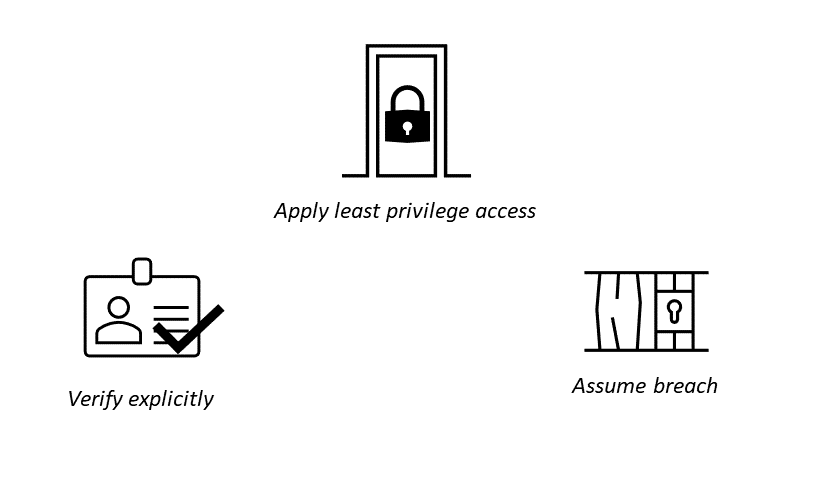 Apply least privilege access
Verify explicitly
Assume breach